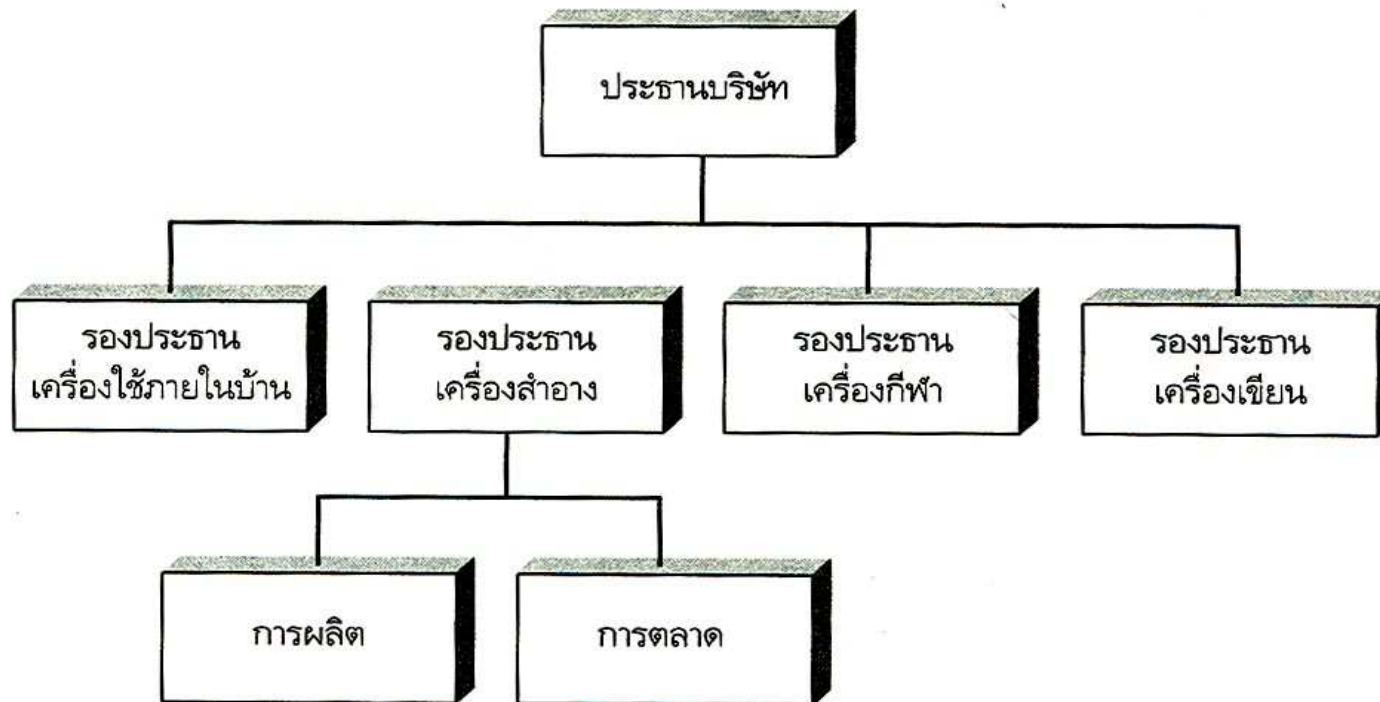 ประธานบริษัท
รองประธาน
เครื่องใช้ภายในบ้าน
รองประธาน
เครื่องสำอาง
รองประธาน
เครื่องกีฬา
รองประธาน
เครื่องเขียน
การผลิต
การตลาด